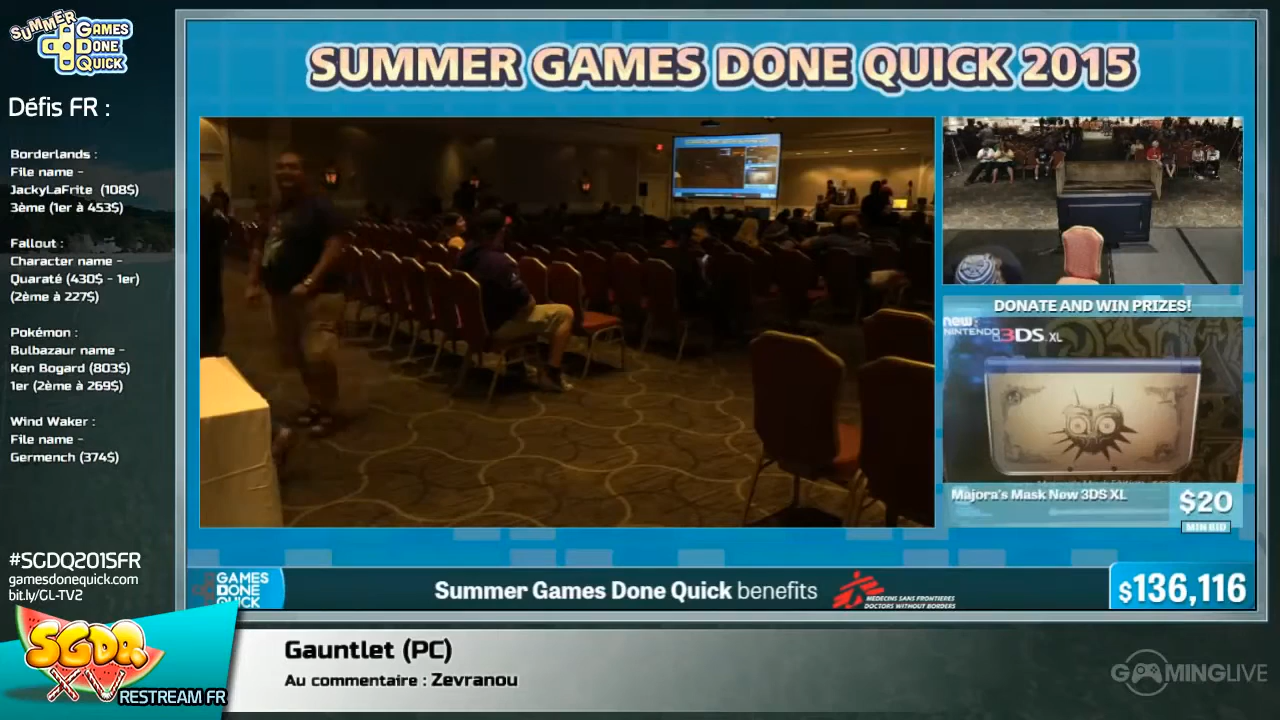 SUMMER
GAMES
DONE
QUICK
Défis FR :
Borderlands :
File name -
JackyLaFrite (108$)
3ème (1er à 453$)
Fallout :
Character name -
Quaraté (430$ - 1er)
(2ème à 227$)
Pokémon :
Bulbazaur name -
Ken Bogard (803$)
1er (2ème à 269$)
Wind Waker :
File name -
Germench (374$)
#SGDQ2015FR
gamesdonequick.com
bit.ly/GL-TV2
SGDQ
XV
RESTREAM FR
SUMMER GAMES DONE QUICK 2015
DONATE AND WIN PRIZES!
new
NINTENDO 3DS XL
Majora's Mask New 3DS XL
$20
MIN BID
GAMES
DONE
QUICK
Summer Games Done Quick benefits
MEDECINS SANS FRONTIERES
DOCTORS WITHOUT BORDERS
$136,116
Gauntlet (PC)
Au commentaire : Zevranou
GAMINGLIVE